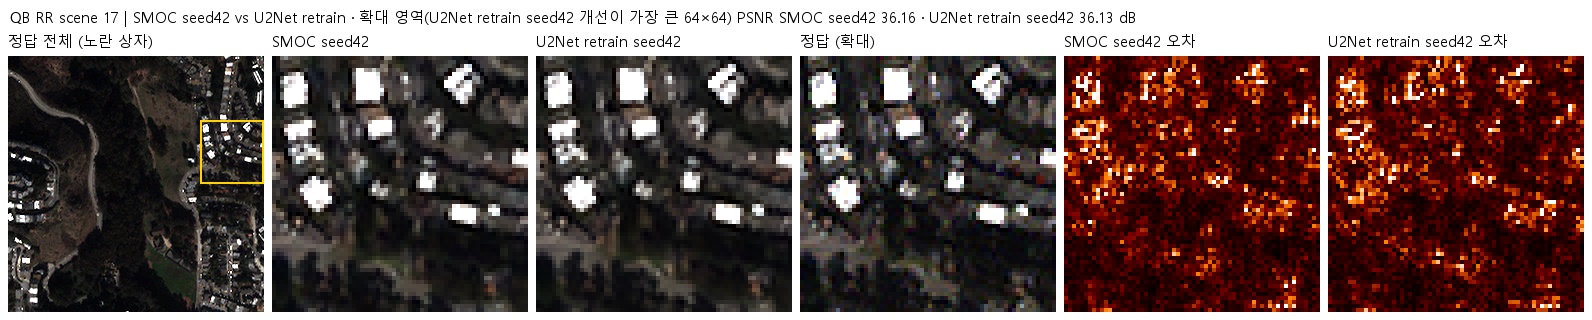 QB RR scene 17 | SMOC seed42 vs U2Net retrain · 확대 영역(U2Net retrain seed42 개선이 가장 큰 64×64) PSNR SMOC seed42 36.16 · U2Net retrain seed42 36.13 dB
정답 전체 (노란 상자)
SMOC seed42
U2Net retrain seed42
정답 (확대)
SMOC seed42 오차
U2Net retrain seed42 오차